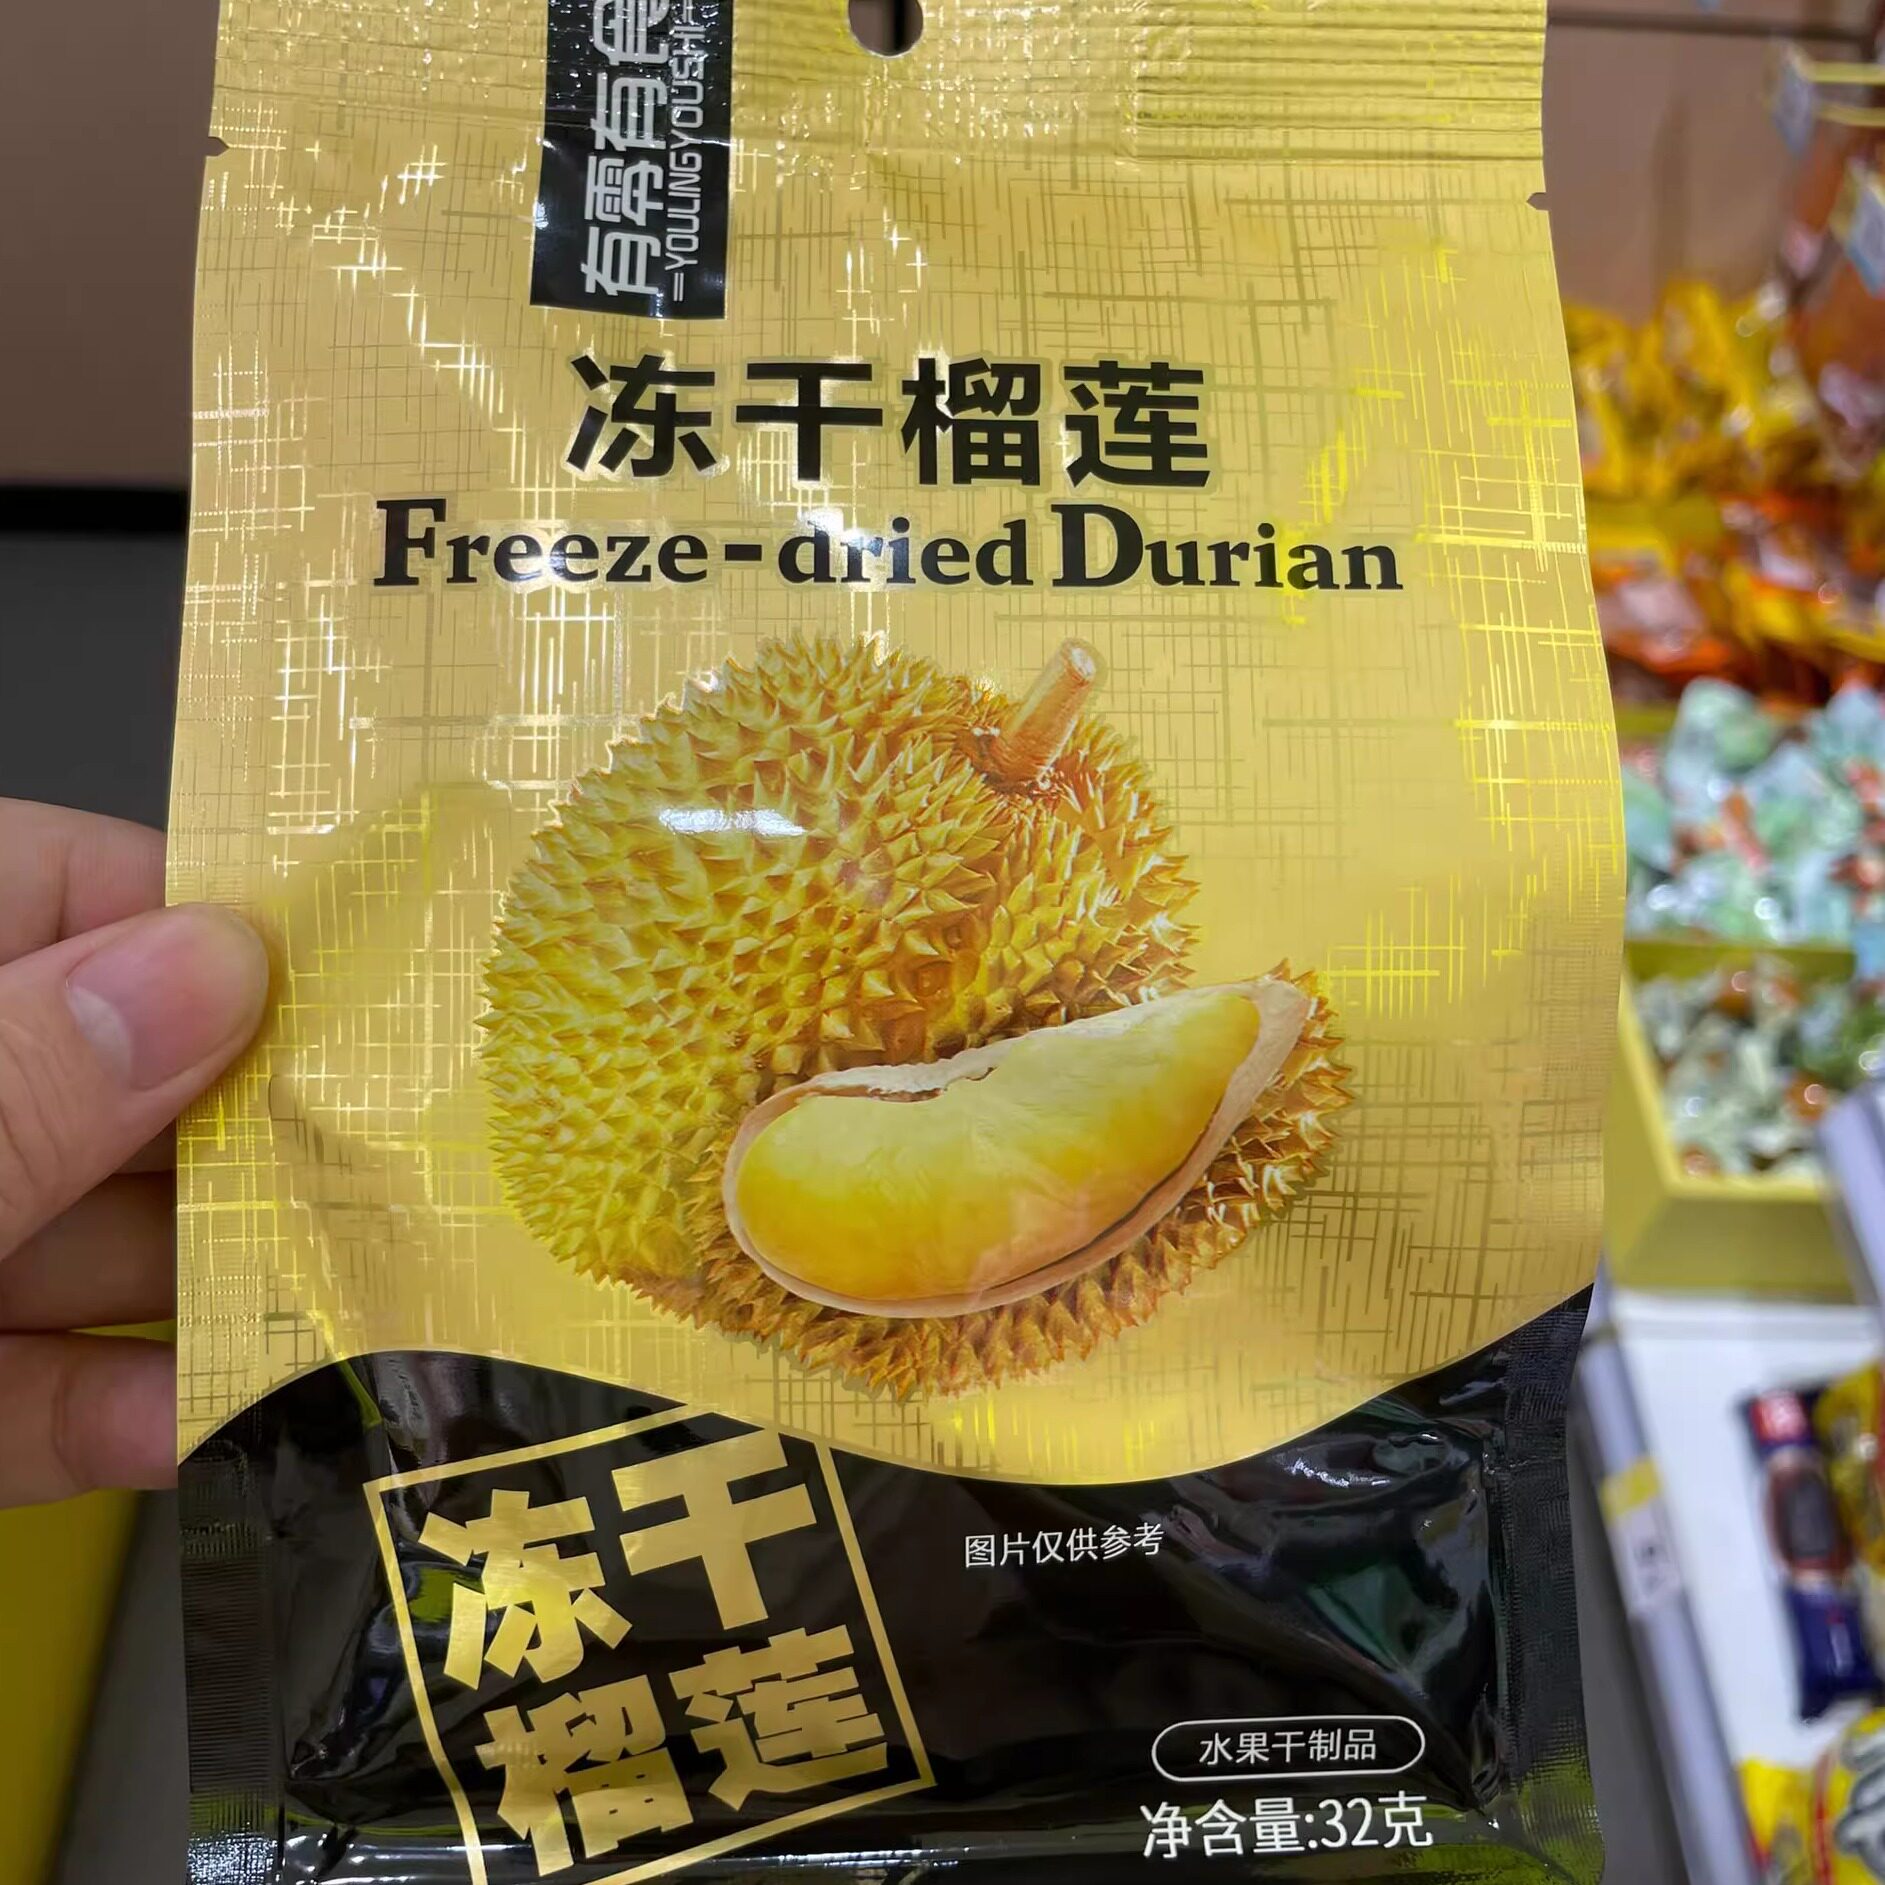 有零有食
=YOULINGYOUSHI=
冻干榴莲
Freeze-dried Durian
冻干
榴莲
图片仅供参考
水果干制品
净含量:32克